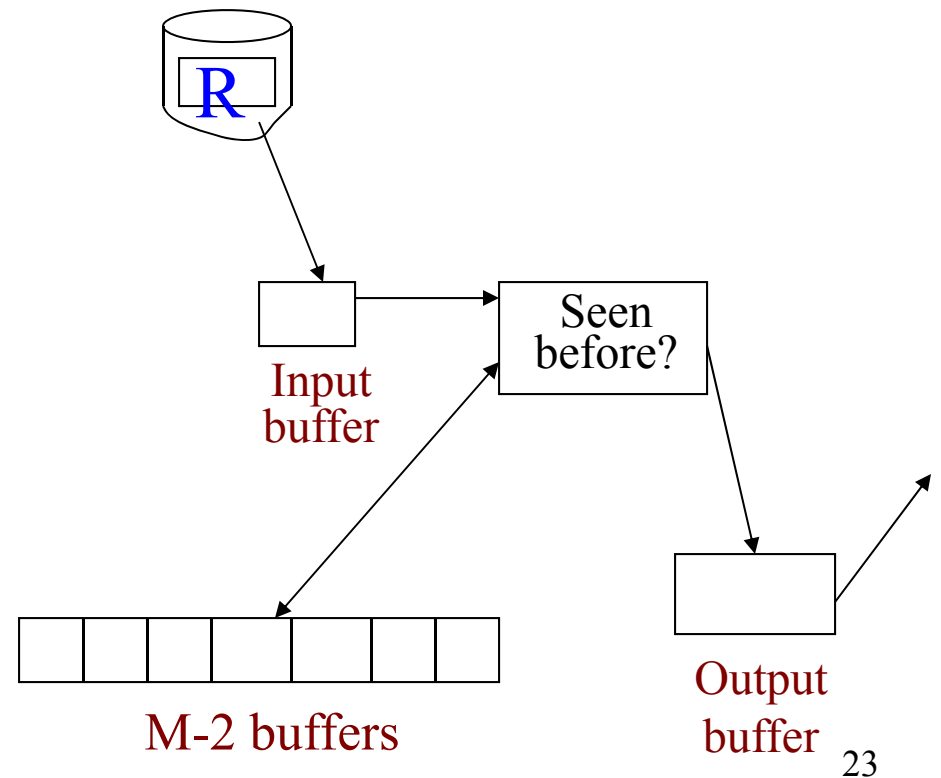 R
Seen
before?
Input
buffer
M-2 buffers
Output
buffer
23